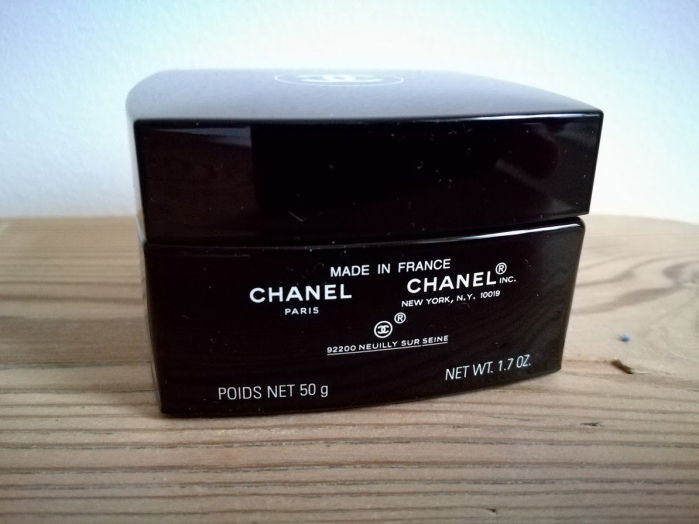 MADE IN FRANCE
CHANEL
PARIS
CHANEL® INC.
NEW YORK, N.Y. 10019
®
92200 NEUILLY SUR SEINE
POIDS NET 50 g
NET WT. 1.7 OZ.